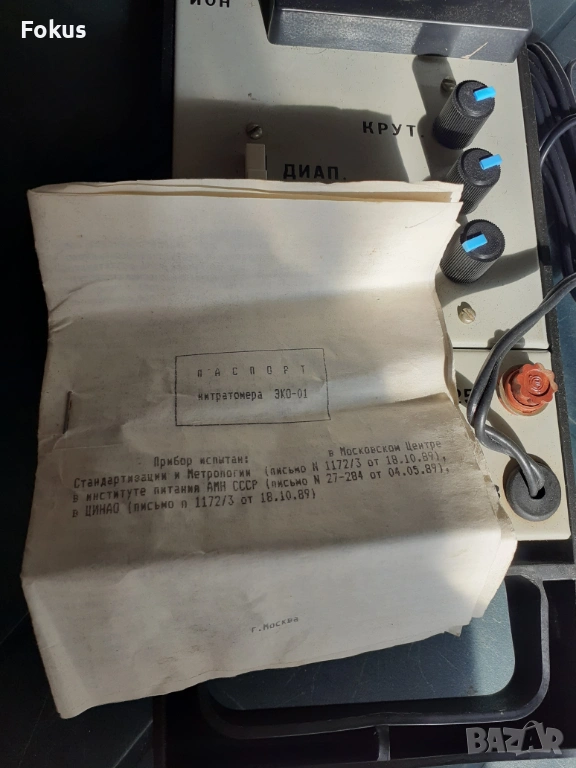 Fokus
ИОН
КРУТ.
ДИАП.
ПАСПОРТ
нитратомера ЭКО-01
Прибор испытан: в Московском Центре
Стандартизации и Метрологии (письмо N 1172/3 от 18.10.89),
в институте питания АМН СССР (письмо N 27-284 от 04.05.89),
в ЦИНАО (письмо n 1172/3 от 18.10.89)
г.Москва
BAZAR